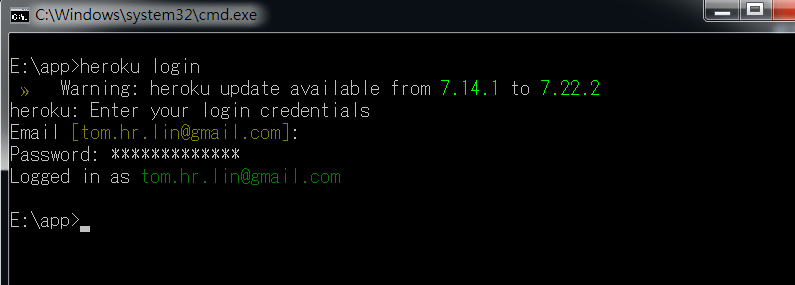 C:\Windows\system32\cmd.exe
E:\app>heroku login
» Warning: heroku update available from 7.14.1 to 7.22.2
heroku: Enter your login credentials
Email [tom.hr.lin@gmail.com]:
Password: *************
Logged in as tom.hr.lin@gmail.com
E:\app>